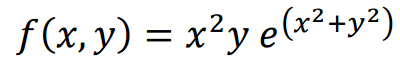 f(x, y) = x²y e^(x²+y²)